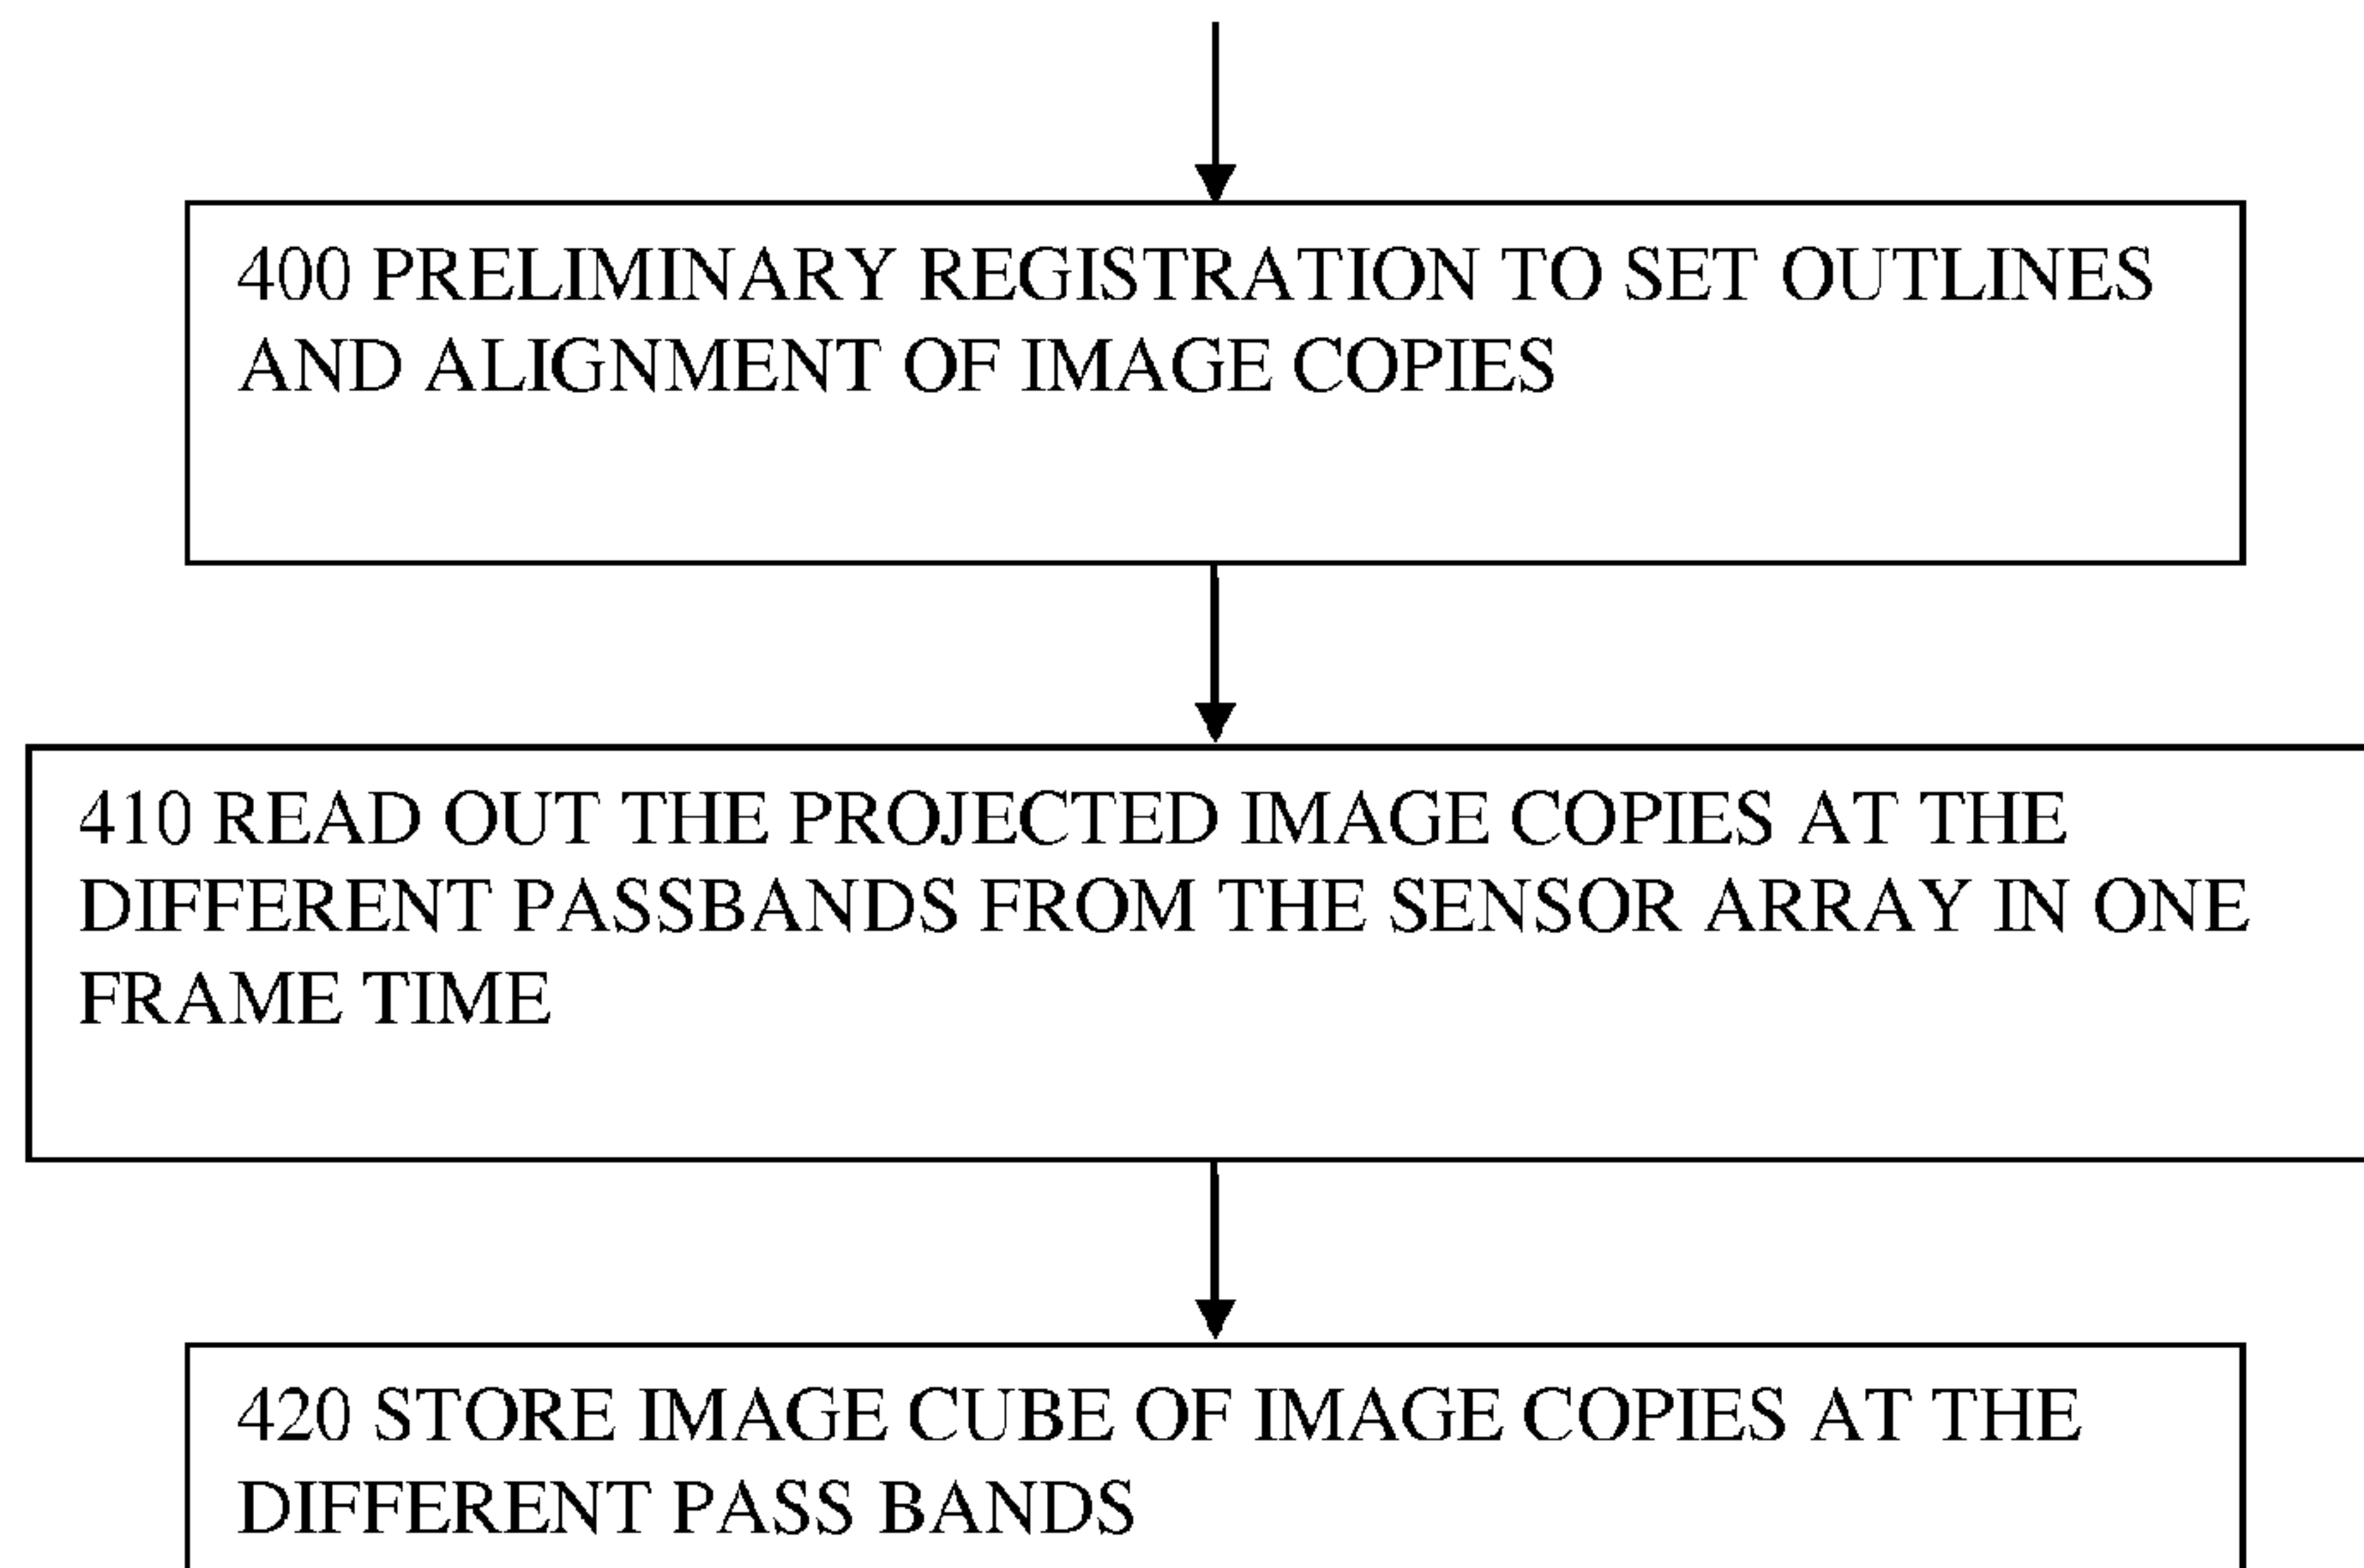 400 PRELIMINARY REGISTRATION TO SET OUTLINES
AND ALIGNMENT OF IMAGE COPIES
410 READ OUT THE PROJECTED IMAGE COPIES AT THE
DIFFERENT PASSBANDS FROM THE SENSOR ARRAY IN ONE
FRAME TIME
420 STORE IMAGE CUBE OF IMAGE COPIES AT THE
DIFFERENT PASS BANDS